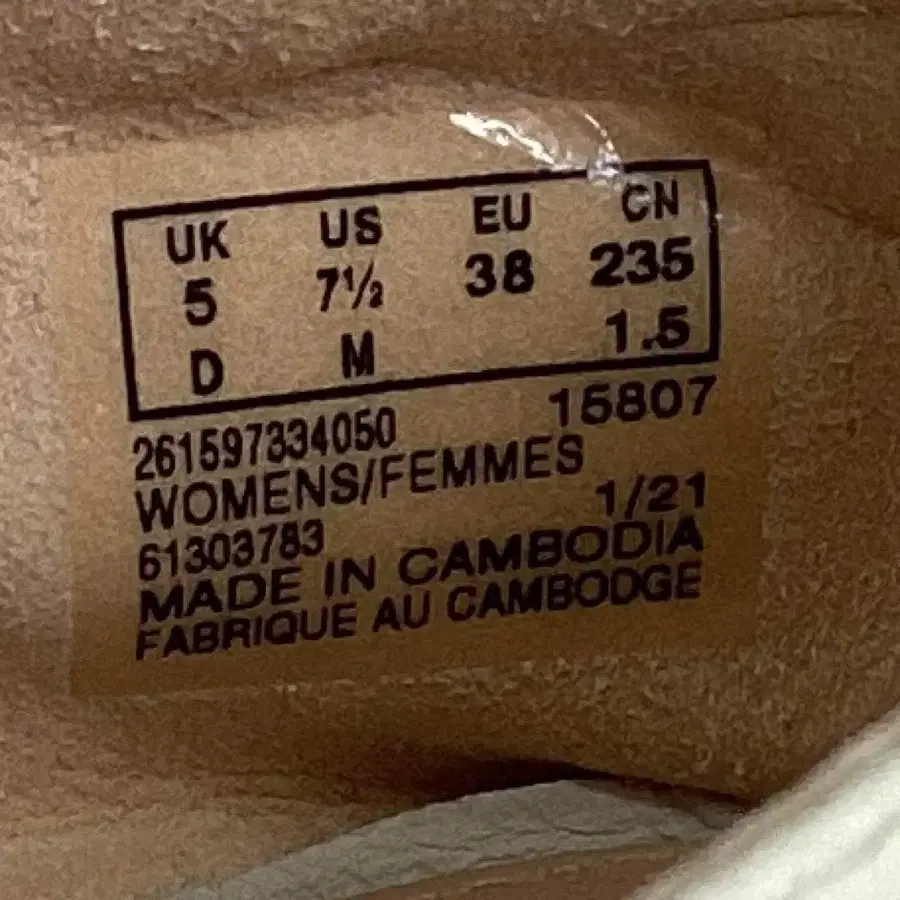 UK US EU CN
5 7½ 38 235
D M 1.5
261597334050 15807
WOMENS/FEMMES
61303783 1/21
MADE IN CAMBODIA
FABRIQUE AU CAMBODGE